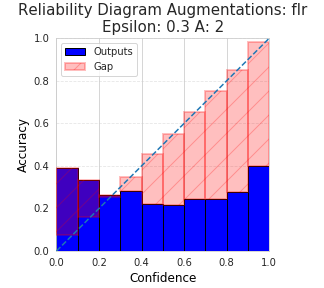 Reliability Diagram Augmentations: flr
Epsilon: 0.3 A: 2
1.0
0.8
0.6
0.4
0.2
0.0
Accuracy
Outputs
Gap
0.0 0.2 0.4 0.6 0.8 1.0
Confidence